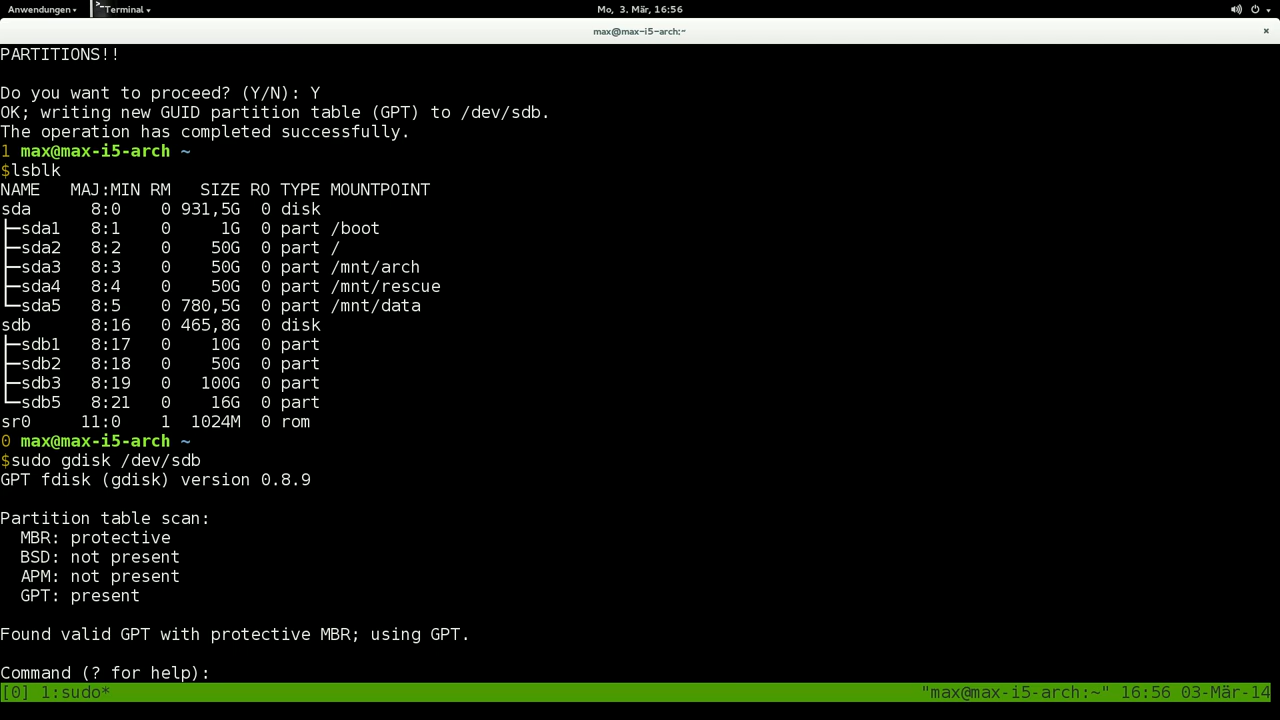 Anwendungen Terminal Mo, 3. Mär, 16:56
max@max-i5-arch:~ ×
PARTITIONS!!
Do you want to proceed? (Y/N): Y
OK; writing new GUID partition table (GPT) to /dev/sdb.
The operation has completed successfully.
1 max@max-i5-arch ~
$lsblk
NAME   MAJ:MIN RM   SIZE RO TYPE MOUNTPOINT
sda      8:0    0 931,5G  0 disk
├─sda1   8:1    0     1G  0 part /boot
├─sda2   8:2    0    50G  0 part /
├─sda3   8:3    0    50G  0 part /mnt/arch
├─sda4   8:4    0    50G  0 part /mnt/rescue
└─sda5   8:5    0 780,5G  0 part /mnt/data
sdb      8:16   0 465,8G  0 disk
├─sdb1   8:17   0    10G  0 part
├─sdb2   8:18   0    50G  0 part
├─sdb3   8:19   0   100G  0 part
└─sdb5   8:21   0    16G  0 part
sr0     11:0    1  1024M  0 rom
0 max@max-i5-arch ~
$sudo gdisk /dev/sdb
GPT fdisk (gdisk) version 0.8.9
Partition table scan:
  MBR: protective
  BSD: not present
  APM: not present
  GPT: present
Found valid GPT with protective MBR; using GPT.
Command (? for help):
[0] 1:sudo* "max@max-i5-arch:~" 16:56 03-Mär-14